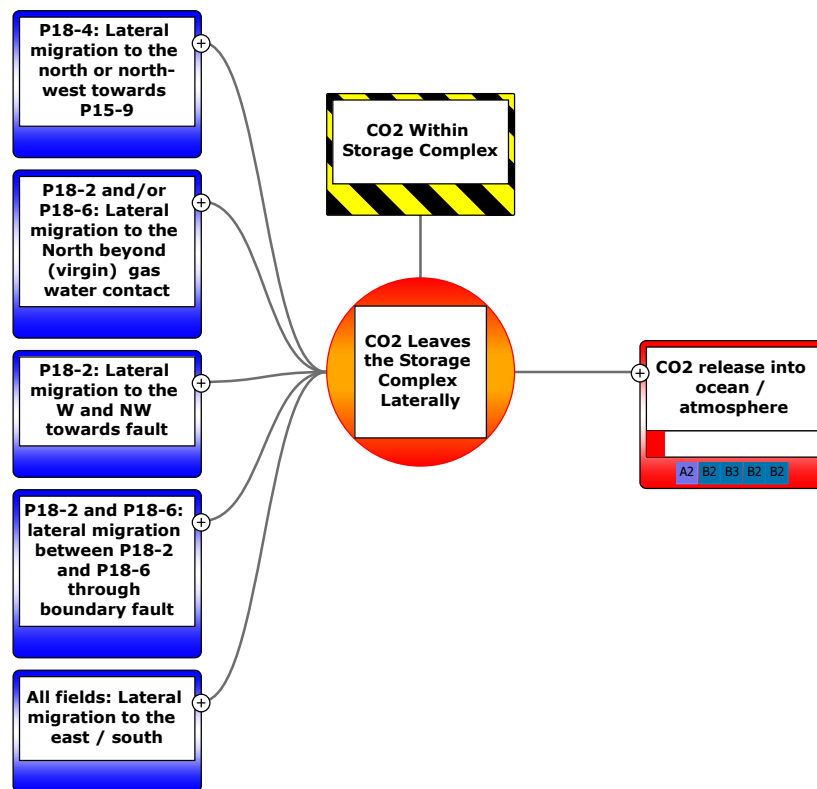 P18-4: Lateral
migration to the
north or north-
west towards
P15-9
P18-2 and/or
P18-6: Lateral
migration to the
North beyond
(virgin) gas
water contact
P18-2: Lateral
migration to the
W and NW
towards fault
P18-2 and P18-6:
lateral migration
between P18-2
and P18-6
through
boundary fault
All fields: Lateral
migration to the
east / south
CO2 Within
Storage Complex
CO2 Leaves
the Storage
Complex
Laterally
CO2 release into
ocean /
atmosphere
A2 B2 B3 B2 B2